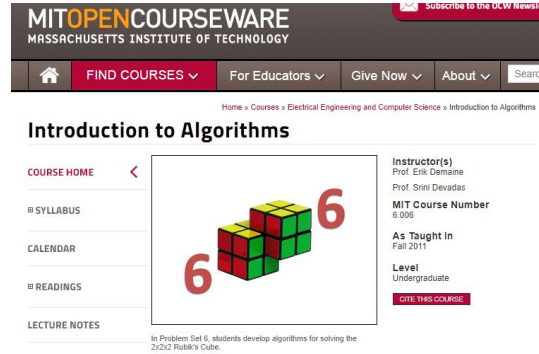 MITOPENCOURSEWARE
MASSACHUSETTS INSTITUTE OF TECHNOLOGY
Subscribe to the OCW Newsle
FIND COURSES
For Educators
Give Now
About
Searc
Home » Courses » Electrical Engineering and Computer Science » Introduction to Algorithms
Introduction to Algorithms
COURSE HOME
SYLLABUS
CALENDAR
READINGS
LECTURE NOTES
6
6
In Problem Set 6, students develop algorithms for solving the
2x2x2 Rubik's Cube.
Instructor(s)
Prof. Erik Demaine
Prof. Srini Devadas
MIT Course Number
6.006
As Taught In
Fall 2011
Level
Undergraduate
CITE THIS COURSE